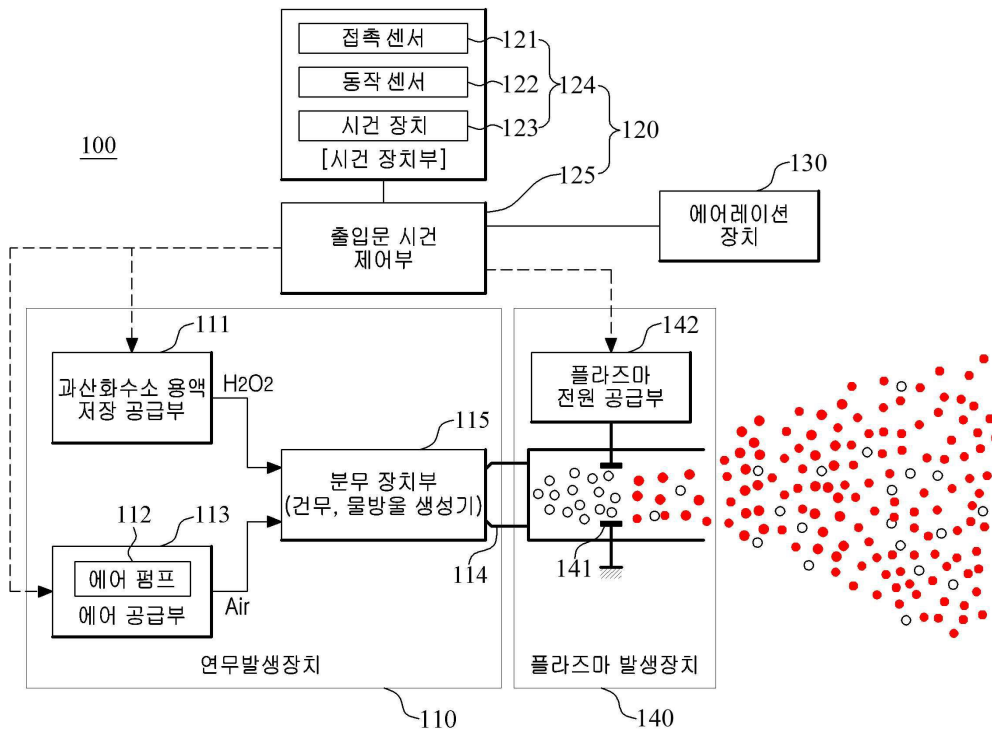 접촉 센서
121
동작 센서
122
124
시건 장치
123
120
[시건 장치부]
100
125
130
출입문 시건
제어부
에어레이션
장치
111
142
과산화수소 용액
저장 공급부
H2O2
플라즈마
전원 공급부
115
분무 장치부
(건무, 물방울 생성기)
112
113
114
141
에어 펌프
에어 공급부
Air
연무발생장치
플라즈마 발생장치
110
140